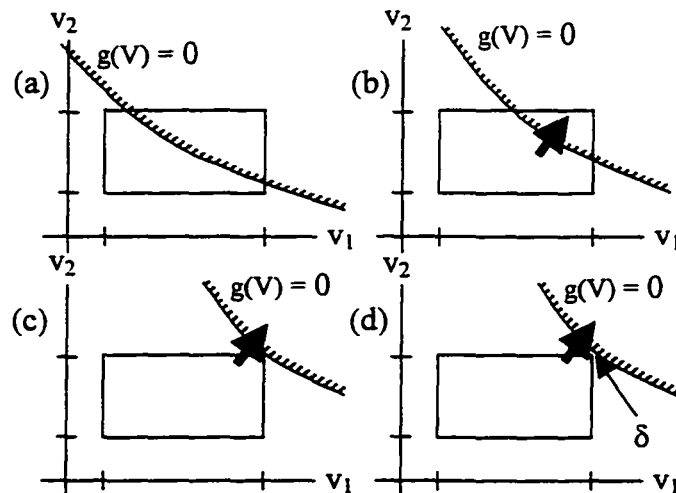 v₂
g(V) = 0
(a)
v₁
v₂
g(V) = 0
(b)
v₁
v₂
g(V) = 0
(c)
v₁
v₂
g(V) = 0
(d)
δ
v₁